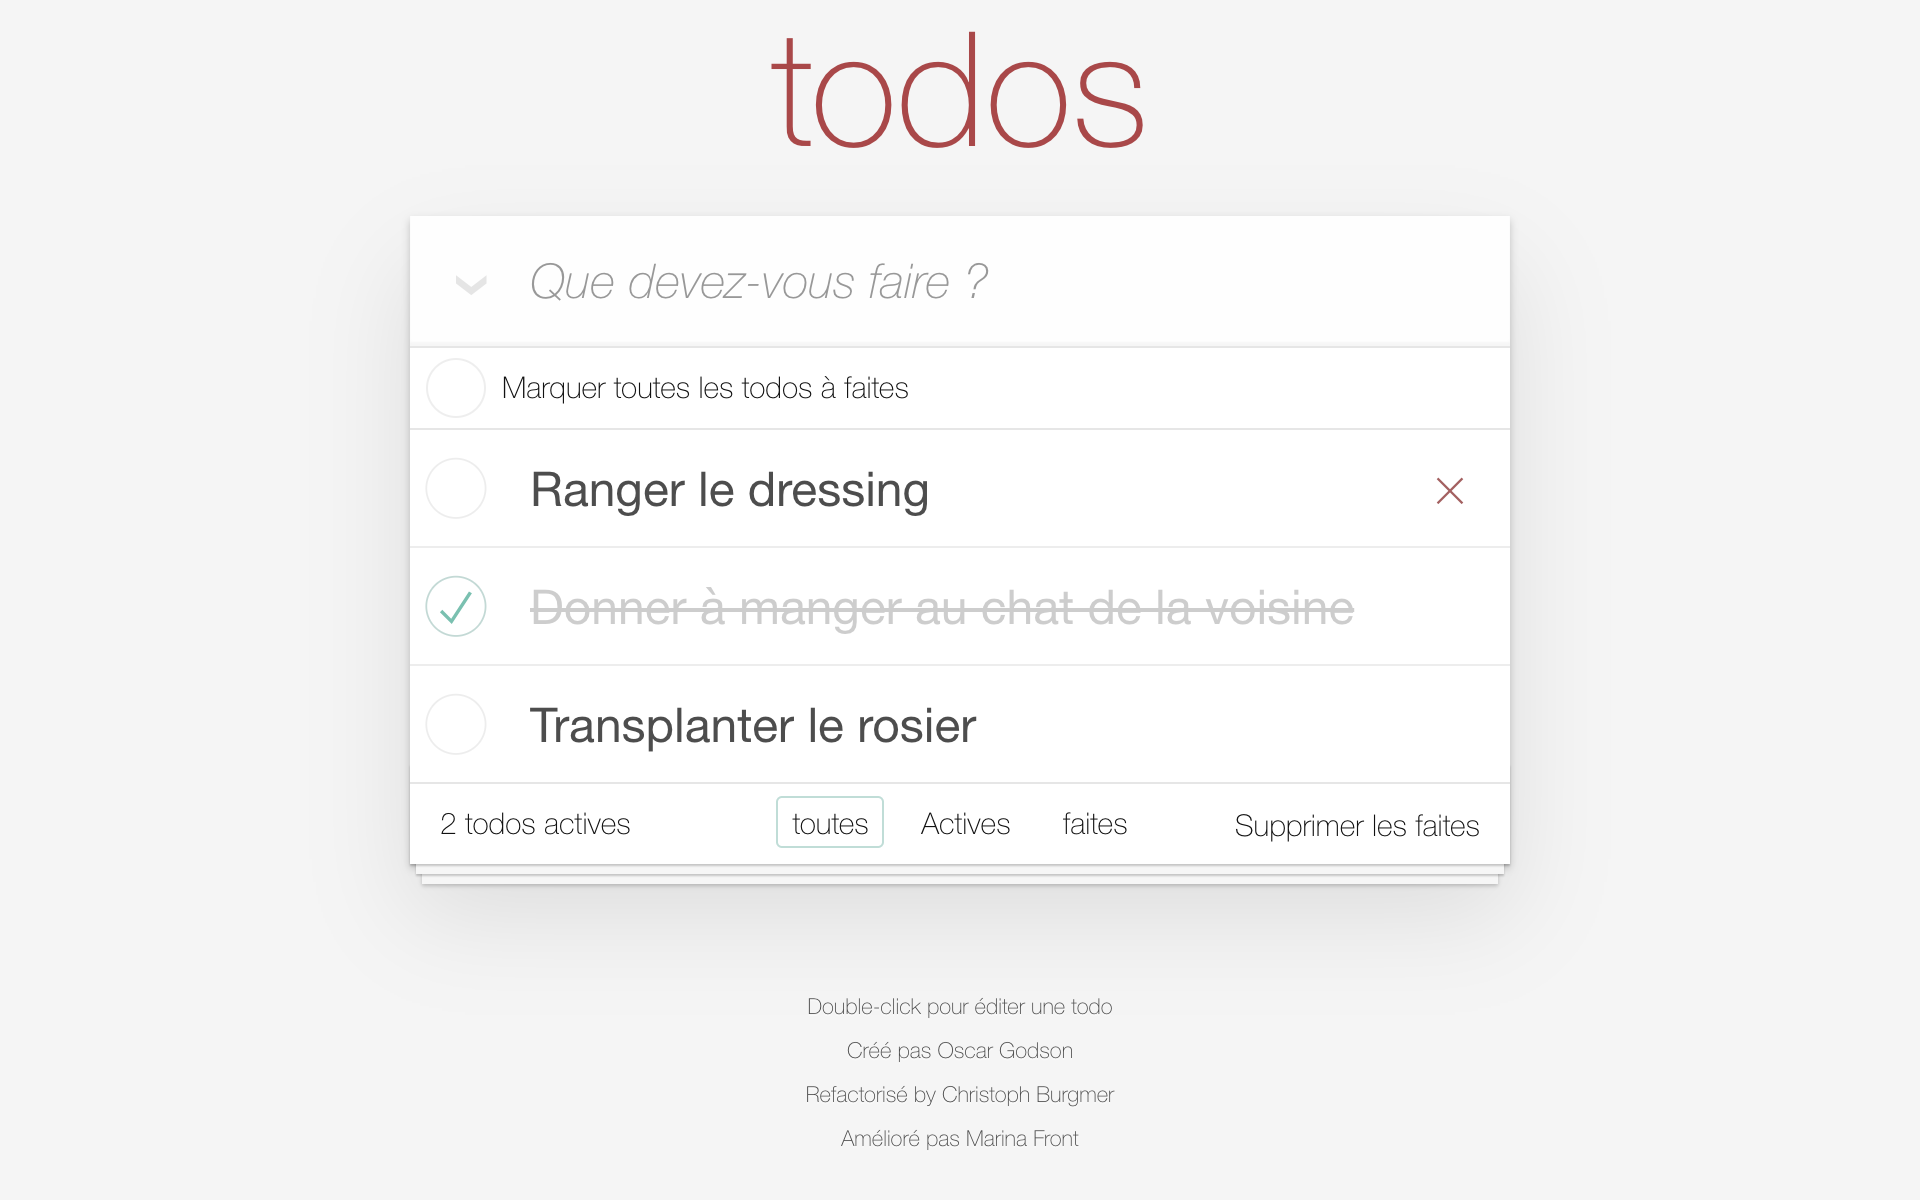 todos
Que devez-vous faire ?
Marquer toutes les todos à faites
Ranger le dressing
Donner à manger au chat de la voisine
Transplanter le rosier
2 todos actives toutes Actives faites Supprimer les faites
Double-click pour éditer une todo
Créé pas Oscar Godson
Refactorisé by Christoph Burgmer
Amélioré pas Marina Front